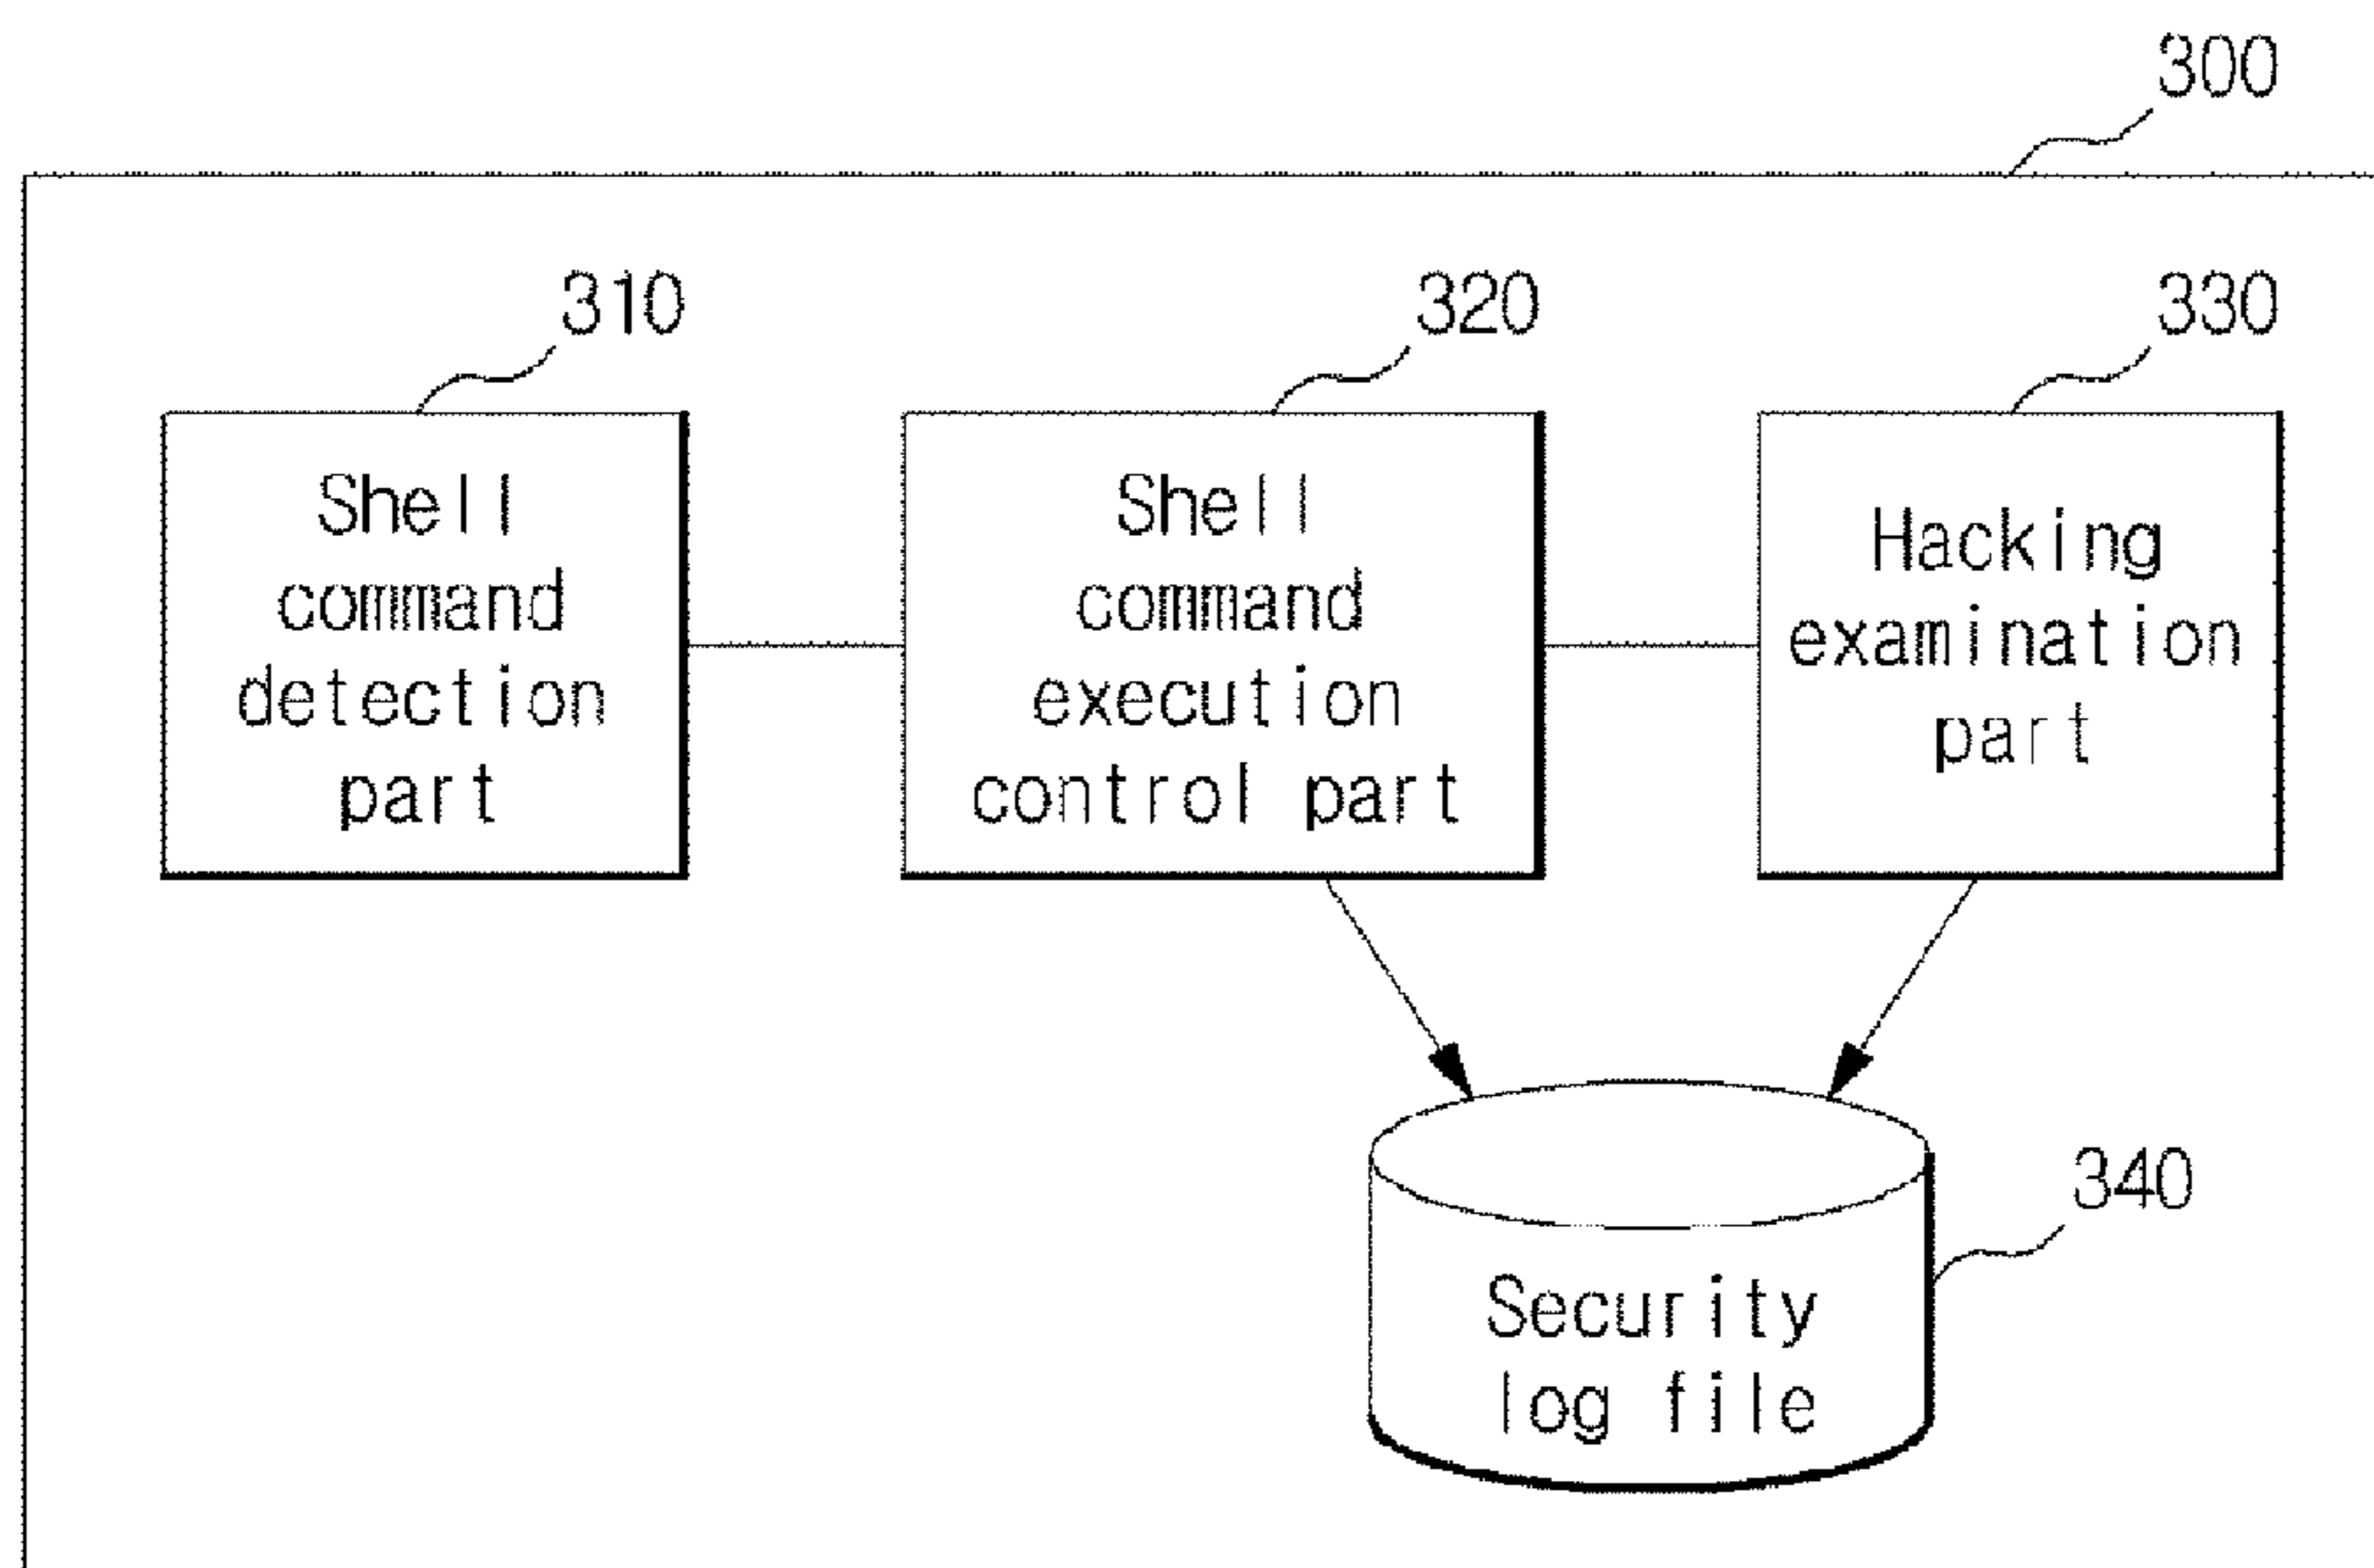 300
310
320
330
Shell
command
detection
part
Shell
command
execution
control part
Hacking
examination
part
340
Security
log file